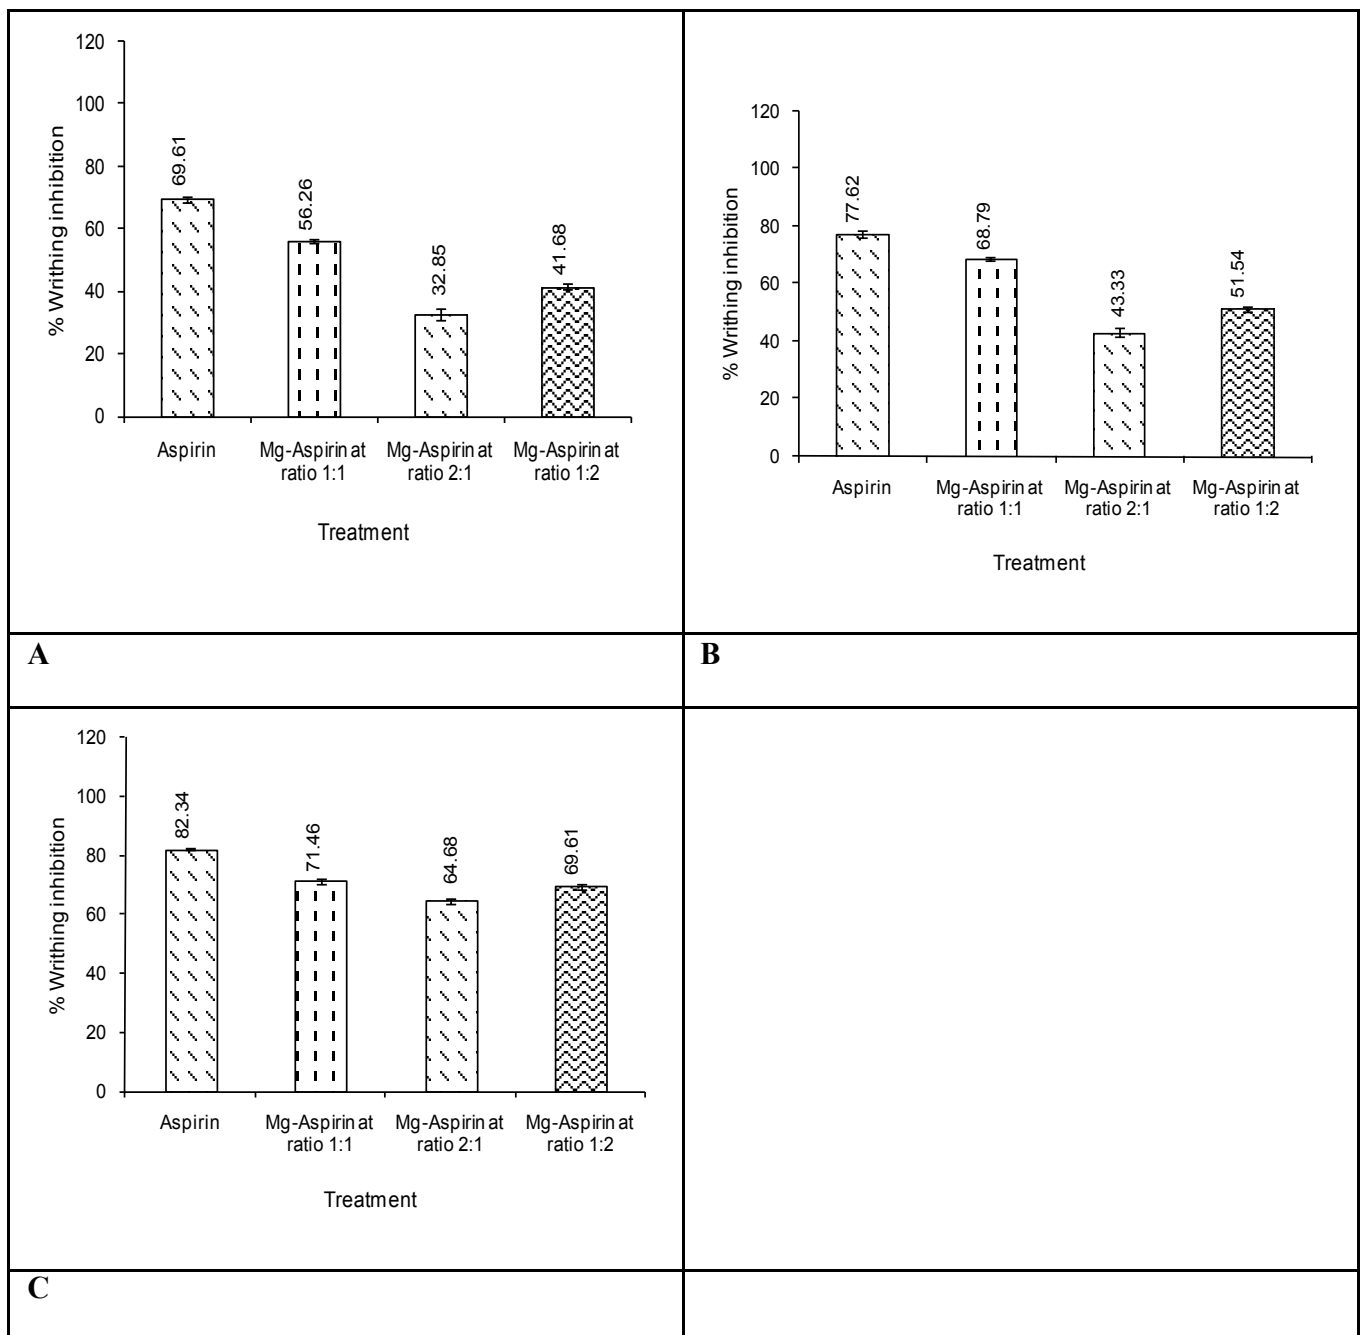 120
100
80
60
40
20
0
% Writhing inhibition
69.61
56.26
32.85
41.68
Aspirin
Mg-Aspirin at
ratio 1:1
Mg-Aspirin at
ratio 2:1
Mg-Aspirin at
ratio 1:2
Treatment
A
120
100
80
60
40
20
0
% Writhing inhibition
77.62
68.79
43.33
51.54
Aspirin
Mg-Aspirin at
ratio 1:1
Mg-Aspirin at
ratio 2:1
Mg-Aspirin at
ratio 1:2
Treatment
B
120
100
80
60
40
20
0
% Writhing inhibition
82.34
71.46
64.68
69.61
Aspirin
Mg-Aspirin at
ratio 1:1
Mg-Aspirin at
ratio 2:1
Mg-Aspirin at
ratio 1:2
Treatment
C